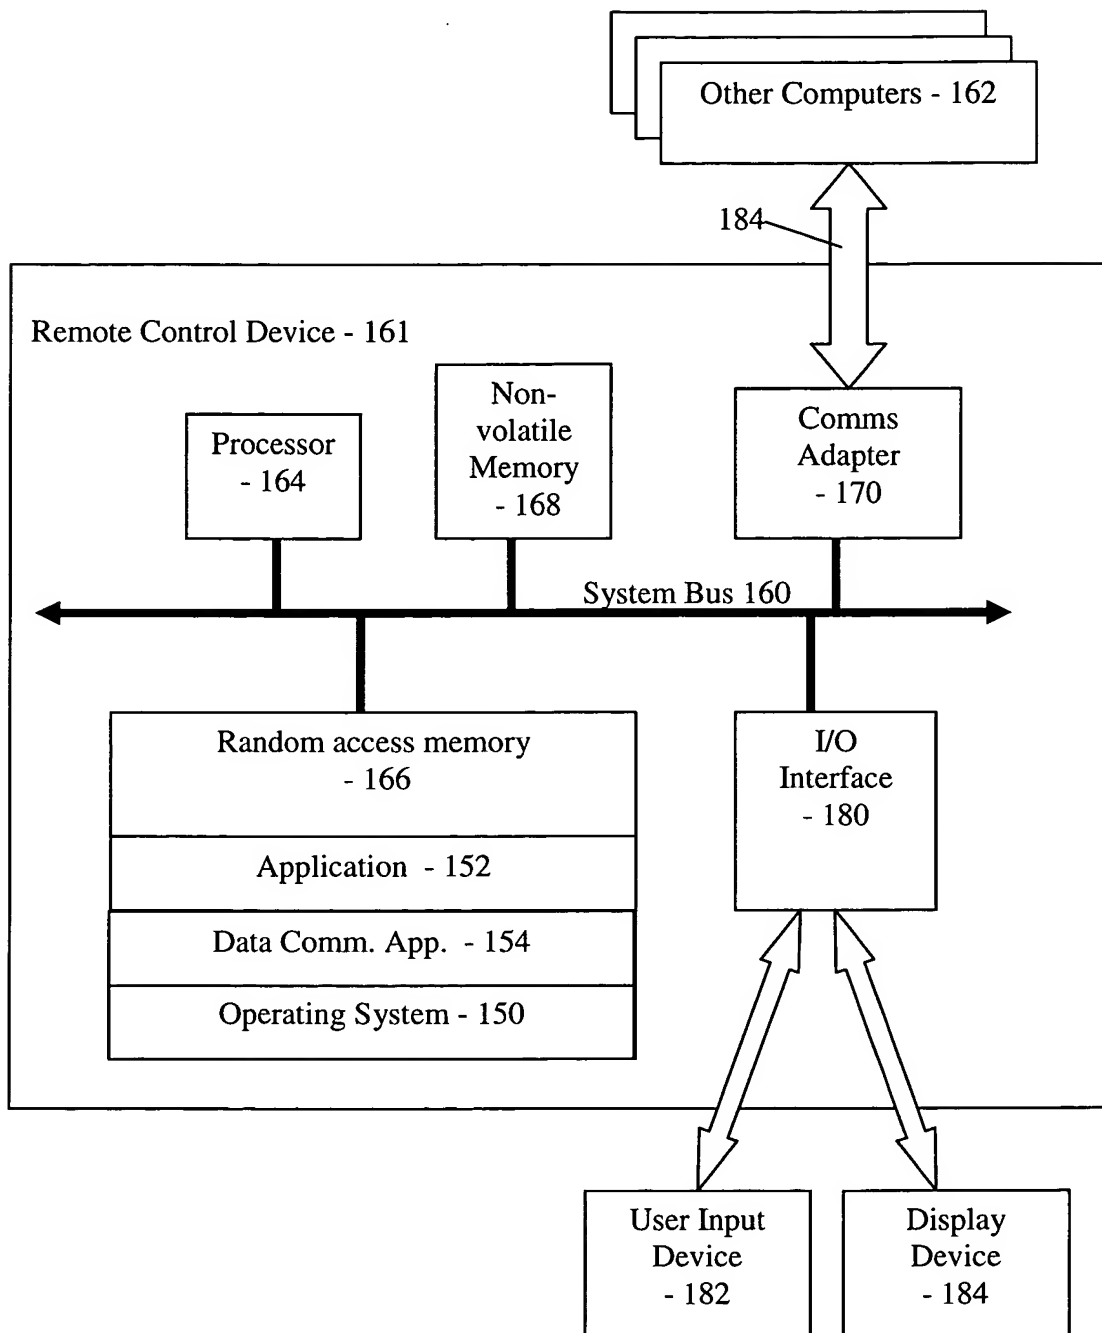 Other Computers - 162
184
Remote Control Device - 161
Non-
volatile
Memory
- 168
Processor
- 164
Comms
Adapter
- 170
System Bus 160
Random access memory
- 166
I/O
Interface
- 180
Application - 152
Data Comm. App. - 154
Operating System - 150
User Input
Device
- 182
Display
Device
- 184